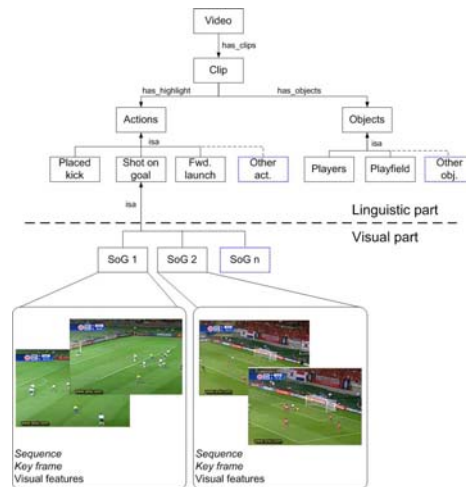 Video
has_clips
Clip
has_highlight
has_objects
Actions
Objects
isa
isa
Placed kick
Shot on goal
Fwd. launch
Other act.
Players
Playfield
Other obj.
Linguistic part
isa
Visual part
SoG 1
SoG 2
SoG n
Sequence
Key frame
Visual features
Sequence
Key frame
Visual features